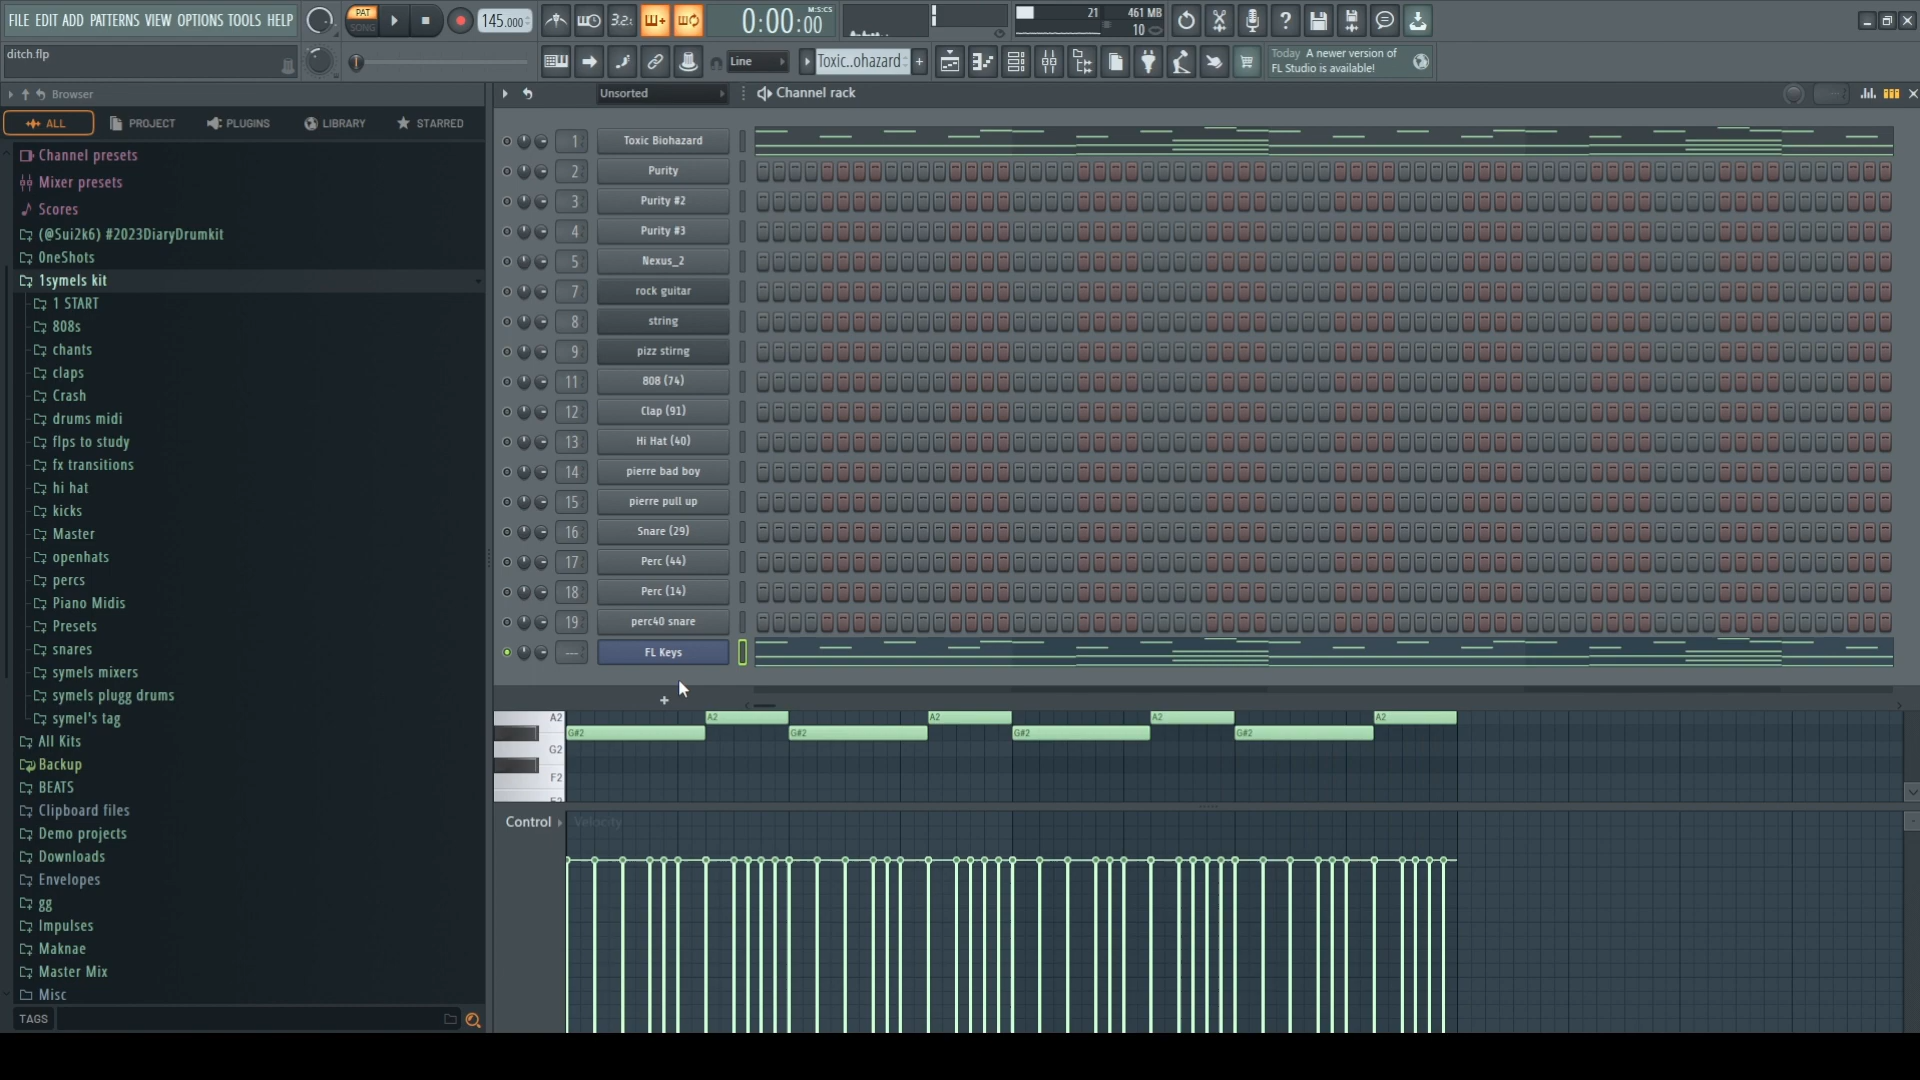 FILE EDIT ADD PATTERNS VIEW OPTIONS TOOLS HELP
PAT
SONG
145.000
3.2:
0:00:00
M:S:CS
21
461 MB
10
ditch.flp
Line
Toxic..ohazard
+
Today A newer version of
FL Studio is available!
Browser
Unsorted
Channel rack
ALL
PROJECT
PLUGINS
LIBRARY
STARRED
Channel presets
Mixer presets
Scores
(@Sui2k6) #2023DiaryDrumkit
OneShots
1symels kit
1 START
808s
chants
claps
Crash
drums midi
flps to study
fx transitions
hi hat
kicks
Master
openhats
percs
Piano Midis
Presets
snares
symels mixers
symels plugg drums
symel's tag
All Kits
Backup
BEATS
Clipboard files
Demo projects
Downloads
Envelopes
gg
Impulses
Maknae
Master Mix
Misc
TAGS
1 Toxic Biohazard
2 Purity
3 Purity #2
4 Purity #3
5 Nexus_2
7 rock guitar
8 string
9 pizz stirng
11 808 (74)
12 Clap (91)
13 Hi Hat (40)
14 pierre bad boy
15 pierre pull up
16 Snare (29)
17 Perc (44)
18 Perc (14)
19 perc40 snare
--- FL Keys
+
A2 A2 A2 A2 A2
G#2 G#2 G#2 G#2
G2
F2
Control Velocity